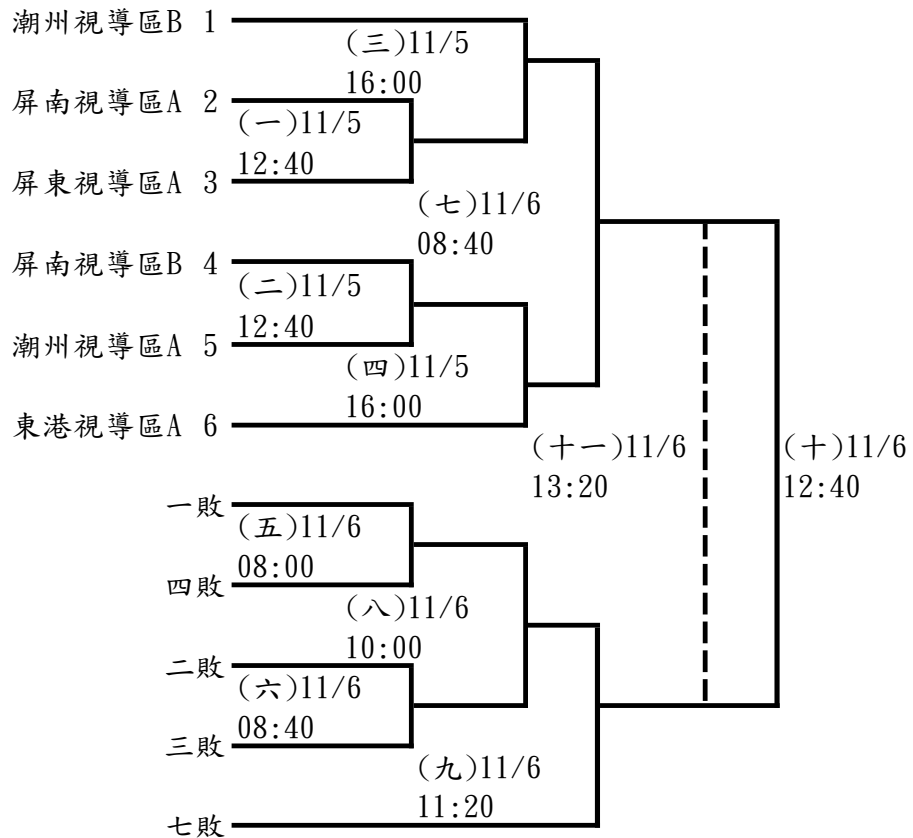 潮州視導區B 1
(三)11/5
16:00
屏南視導區A 2
(一)11/5
12:40
屏東視導區A 3
(七)11/6
08:40
屏南視導區B 4
(二)11/5
12:40
潮州視導區A 5
(四)11/5
16:00
東港視導區A 6
(十一)11/6
13:20
(十)11/6
12:40
一敗
(五)11/6
08:00
四敗
(八)11/6
10:00
二敗
(六)11/6
08:40
三敗
(九)11/6
11:20
七敗